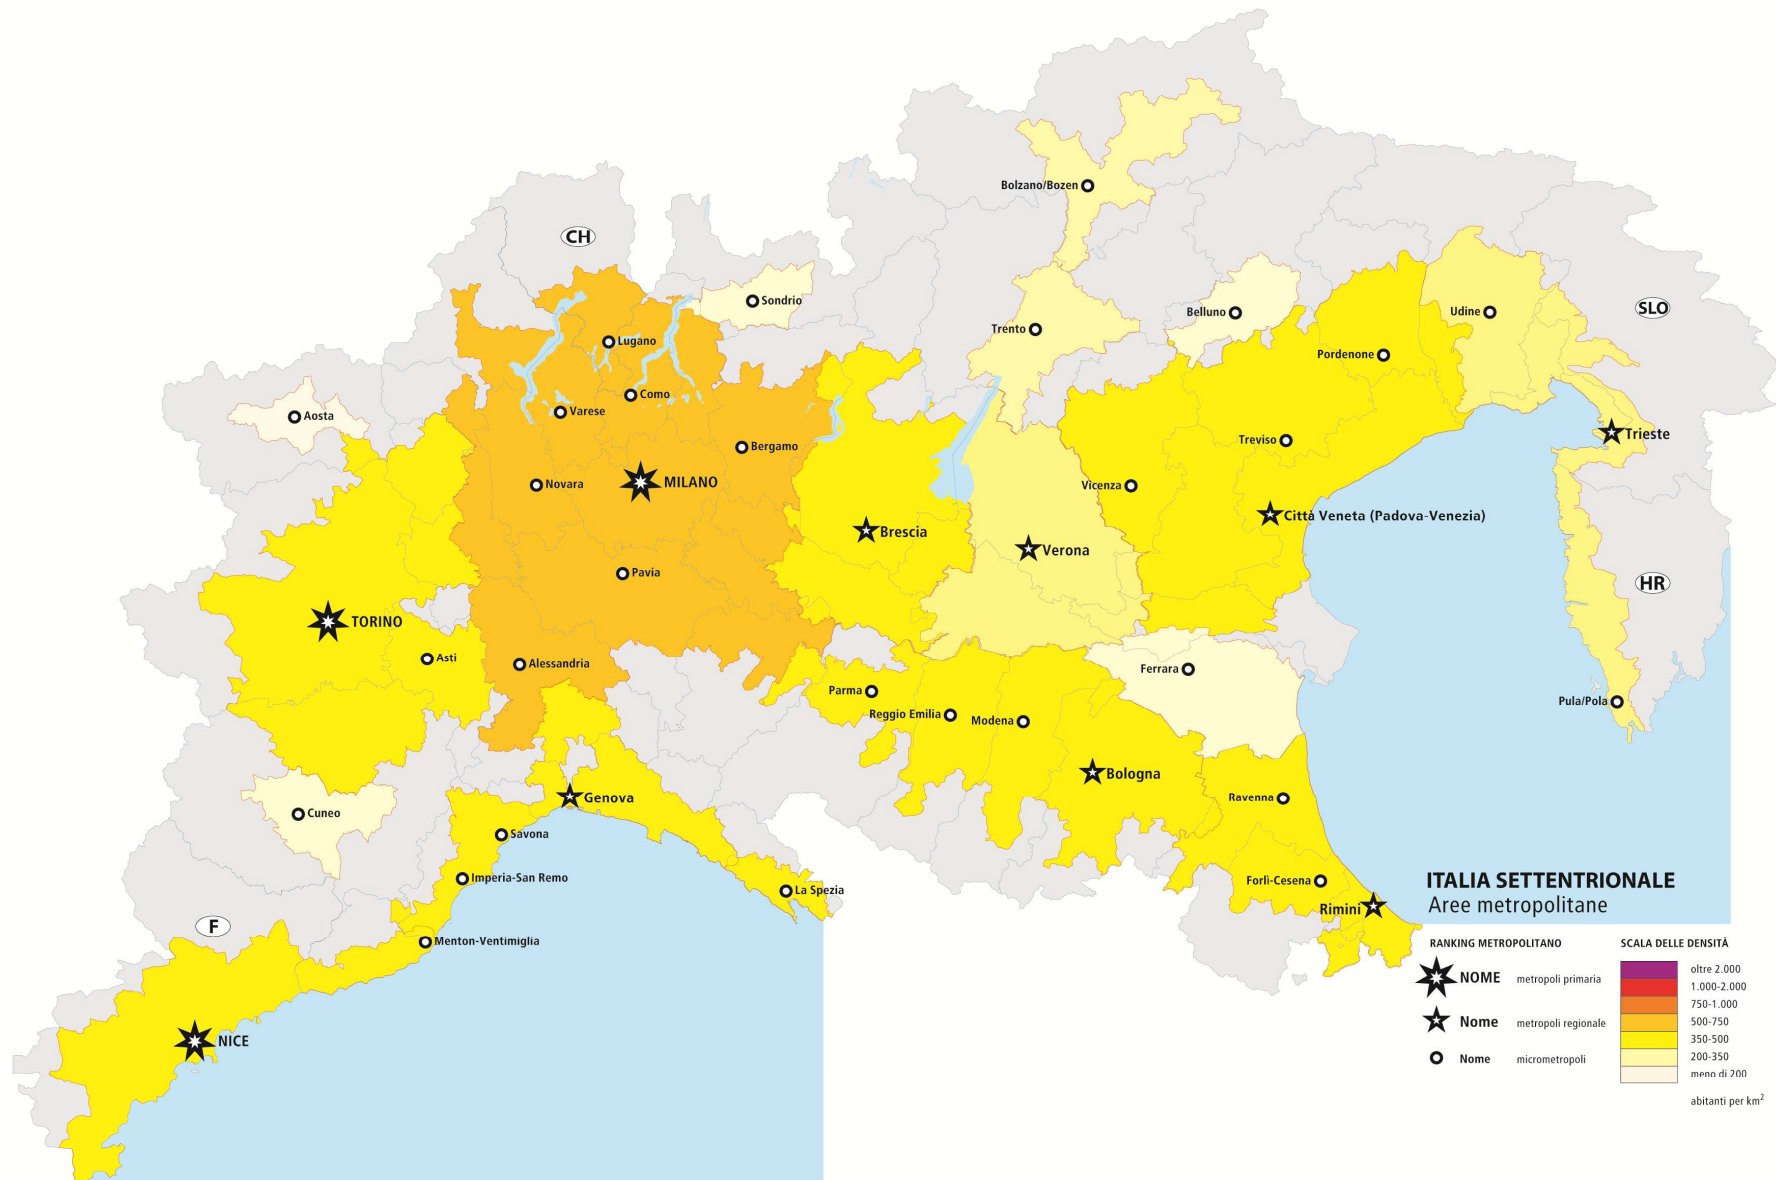 CH
Bolzano/Bozen
Sondrio
Trento
Belluno
Udine
SLO
Lugano
Pordenone
Como
Varese
Aosta
Trieste
Treviso
Bergamo
Novara
MILANO
Vicenza
Città Veneta (Padova-Venezia)
Brescia
Verona
Pavia
HR
TORINO
Asti
Alessandria
Ferrara
Parma
Reggio Emilia
Modena
Pula/Pola
Bologna
Genova
Ravenna
Cuneo
Savona
Imperia-San Remo
La Spezia
Forlì-Cesena
Rimini
F
Menton-Ventimiglia
NICE
ITALIA SETTENTRIONALE
Aree metropolitane
RANKING METROPOLITANO
NOME metropoli primaria
Nome metropoli regionale
Nome micrometropoli
SCALA DELLE DENSITÀ
oltre 2.000
1.000-2.000
750-1.000
500-750
350-500
200-350
meno di 200
abitanti per km²